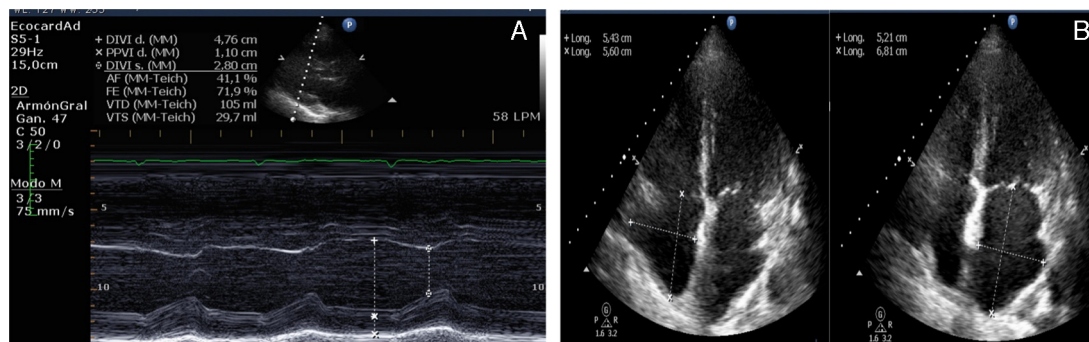 EcocardAd
S5-1
29Hz
15,0cm
2D
ArmónGral
Gan. 47
C 50
3 / 2 / 0
Modo M
3 / 3
75 mm/s
DIVI d. (MM) 4,76 cm
PPVI d. (MM) 1,10 cm
DIVI s. (MM) 2,80 cm
AF (MM-Teich) 41,1 %
FE (MM-Teich) 71,9 %
VTD (MM-Teich) 105 ml
VTS (MM-Teich) 29,7 ml
P
A
58 LPM
5
5
10
10
+ Long. 5,43 cm
× Long. 5,60 cm
P
G
P R
1.6 3.2
+ Long. 5,21 cm
× Long. 6,81 cm
P
B
G
P R
1.6 3.2